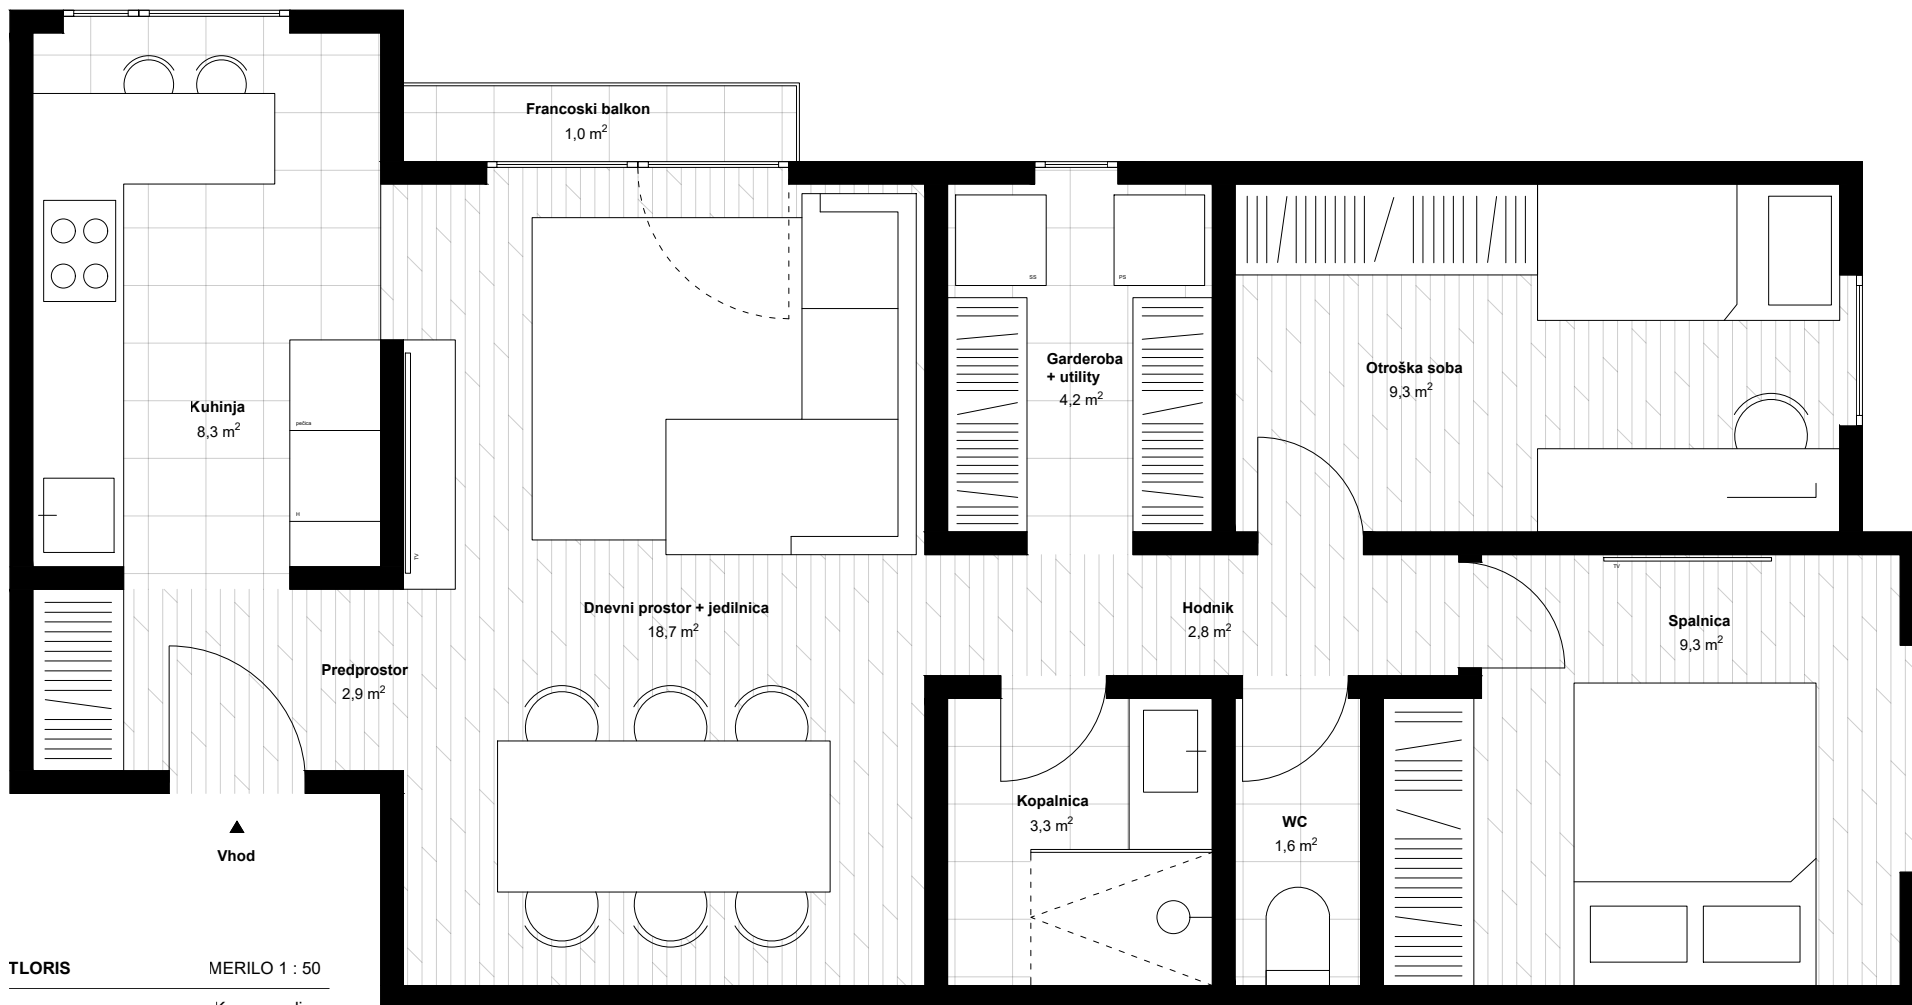 Francoski balkon
1,0 m²
SS
PS
Garderoba
+ utility
4,2 m²
Otroška soba
9,3 m²
Kuhinja
8,3 m²
pečica
H
TV
TV
Dnevni prostor + jedilnica
18,7 m²
Hodnik
2,8 m²
Spalnica
9,3 m²
Predprostor
2,9 m²
Kopalnica
3,3 m²
WC
1,6 m²
Vhod
TLORIS MERILO 1 : 50